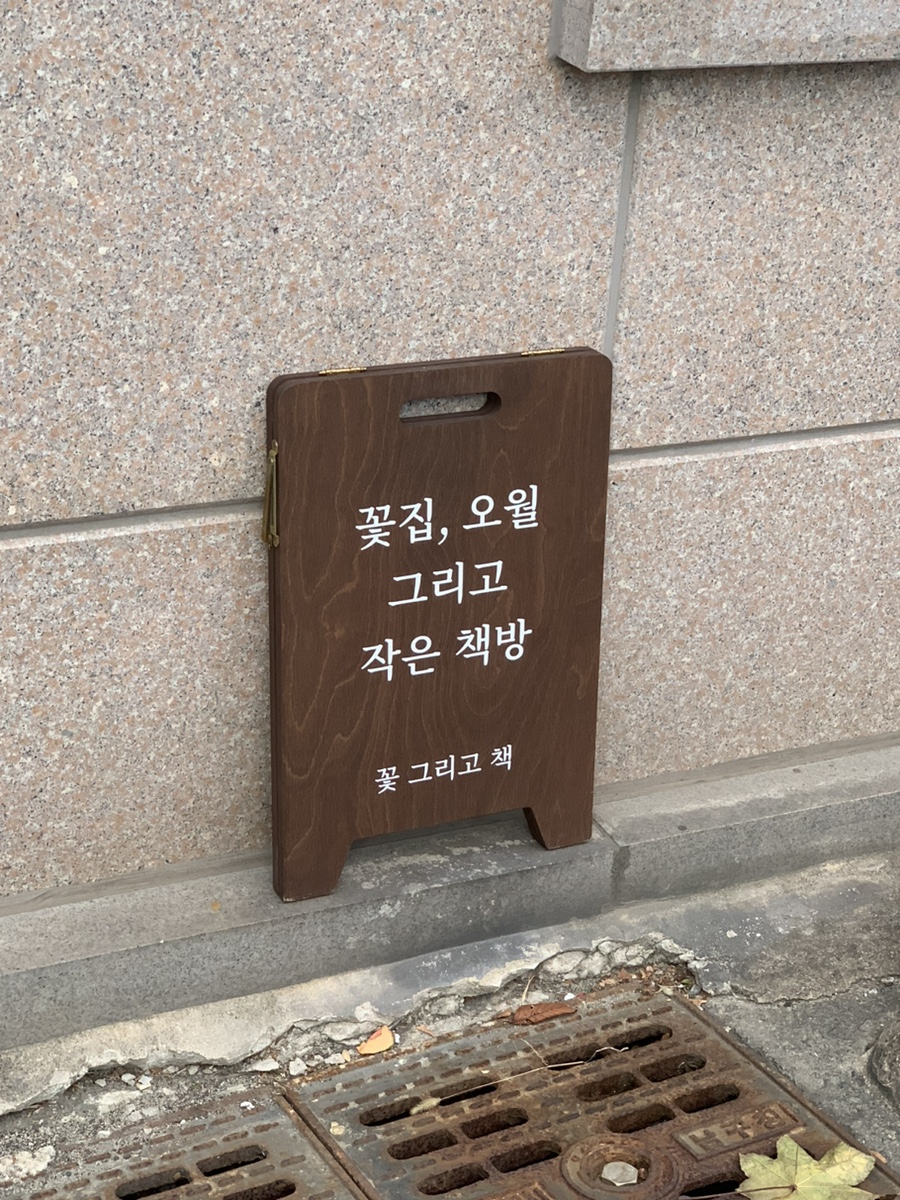 꽃집, 오월
그리고
작은 책방
꽃 그리고 책